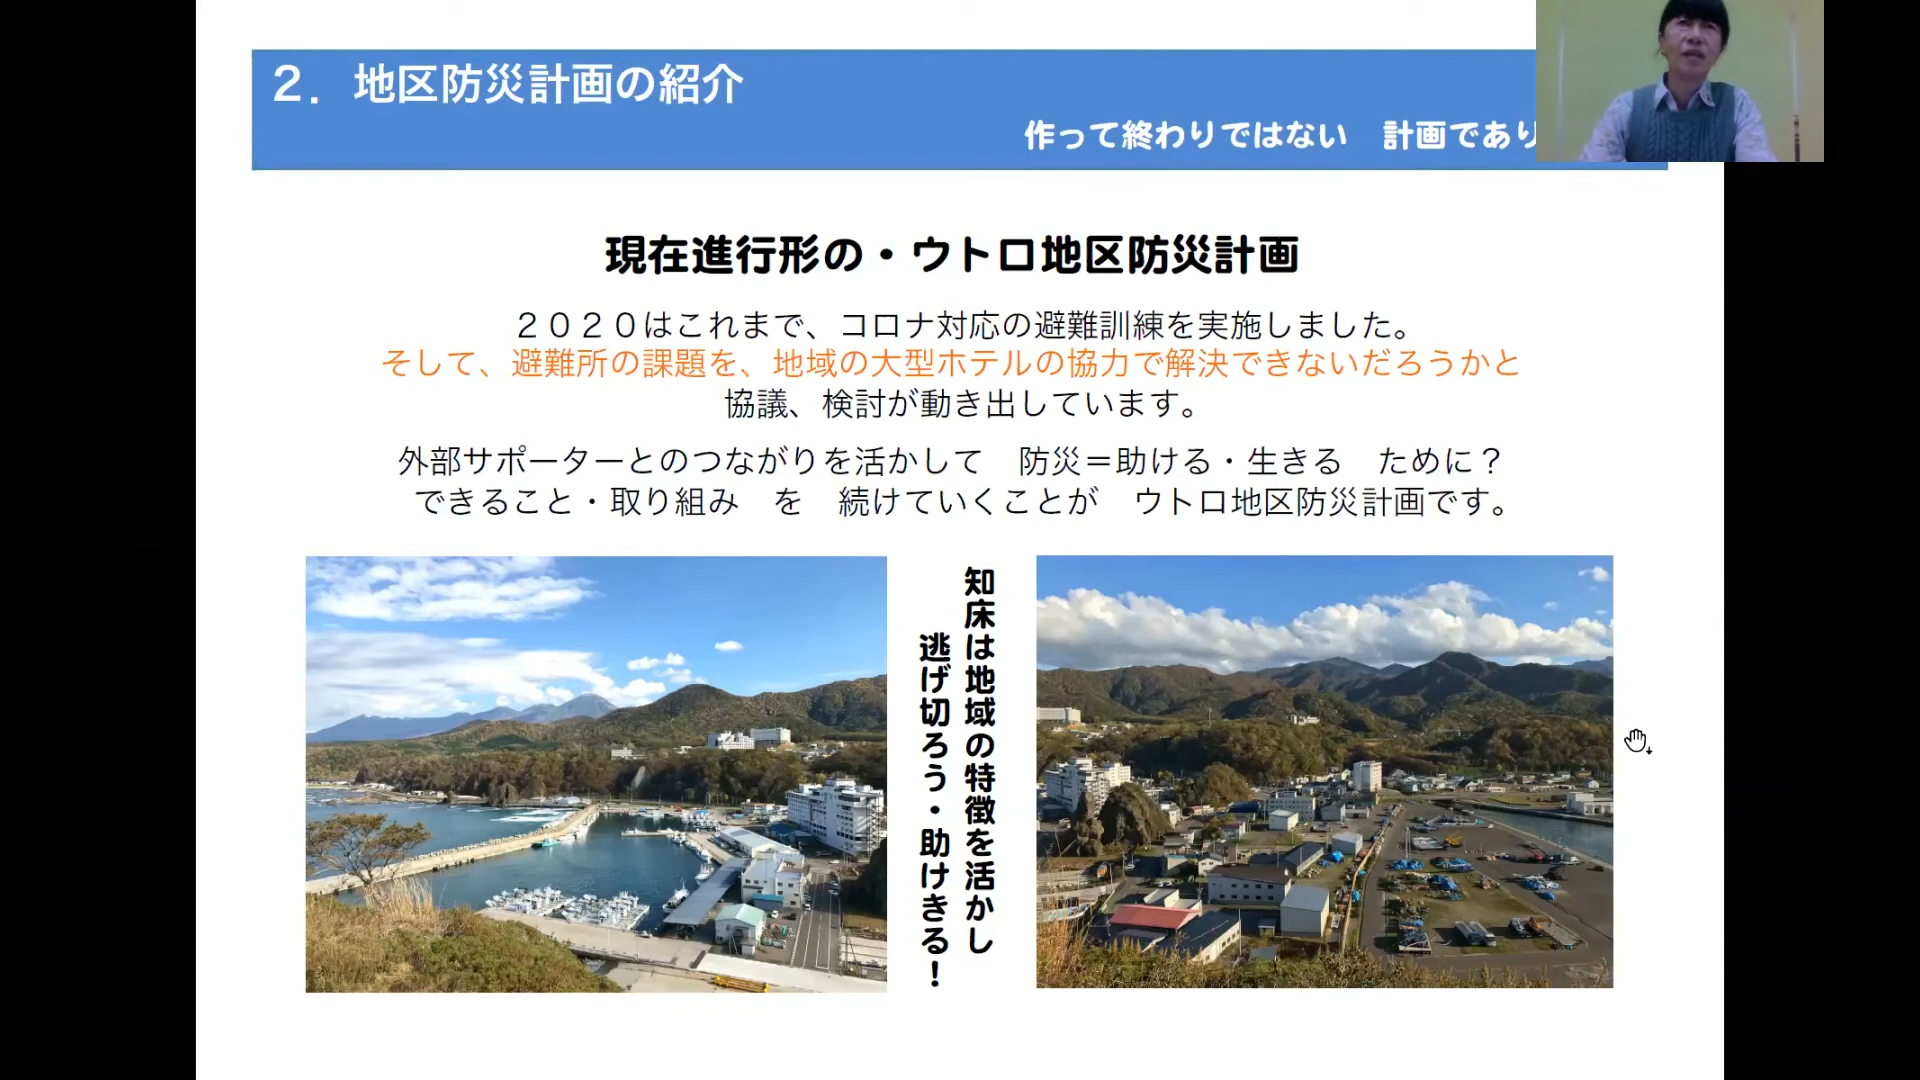 ２．地区防災計画の紹介
作って終わりではない　計画であり
現在進行形の・ウトロ地区防災計画
２０２０はこれまで、コロナ対応の避難訓練を実施しました。
そして、避難所の課題を、地域の大型ホテルの協力で解決できないだろうかと
協議、検討が動き出しています。
外部サポーターとのつながりを活かして　防災＝助ける・生きる　ために？
できること・取り組み　を　続けていくことが　ウトロ地区防災計画です。
知床は地域の特徴を活かし
逃げ切ろう・助けきる！